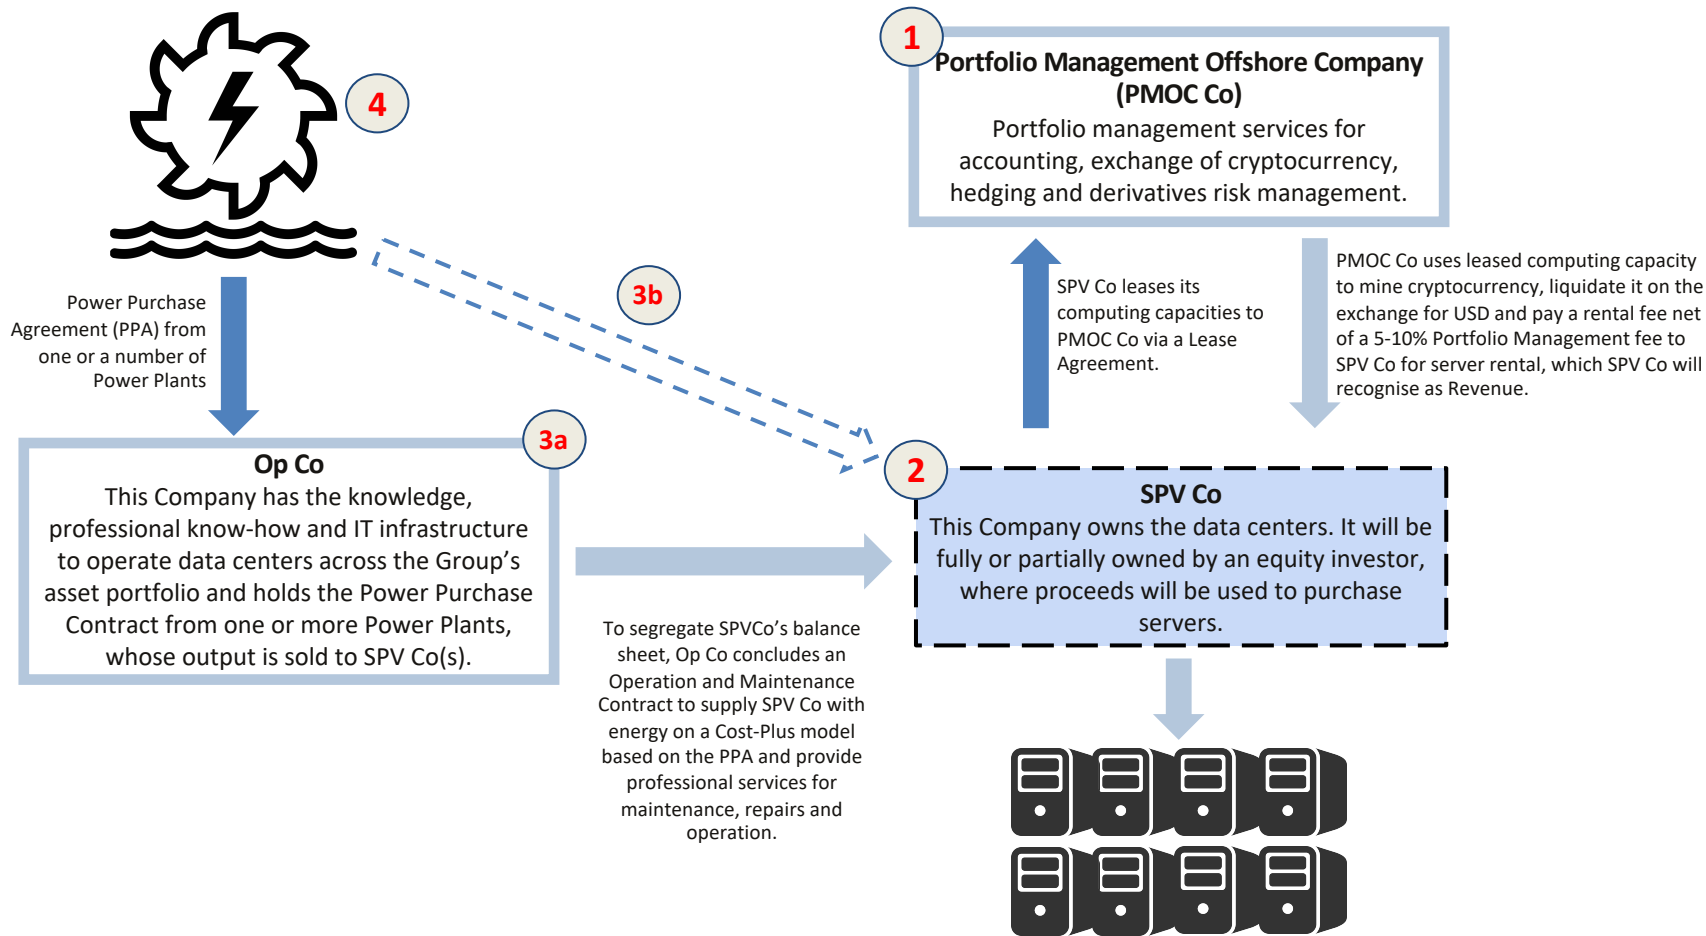 4
1
Portfolio Management Offshore Company
(PMOC Co)
Portfolio management services for
accounting, exchange of cryptocurrency,
hedging and derivatives risk management.
Power Purchase
Agreement (PPA) from
one or a number of
Power Plants
3b
SPV Co leases its
computing capacities to
PMOC Co via a Lease
Agreement.
PMOC Co uses leased computing capacity
to mine cryptocurrency, liquidate it on the
exchange for USD and pay a rental fee net
of a 5-10% Portfolio Management fee to
SPV Co for server rental, which SPV Co will
recognise as Revenue.
3a
Op Co
This Company has the knowledge,
professional know-how and IT infrastructure
to operate data centers across the Group’s
asset portfolio and holds the Power Purchase
Contract from one or more Power Plants,
whose output is sold to SPV Co(s).
2
SPV Co
This Company owns the data centers. It will be
fully or partially owned by an equity investor,
where proceeds will be used to purchase
servers.
To segregate SPVCo’s balance
sheet, Op Co concludes an
Operation and Maintenance
Contract to supply SPV Co with
energy on a Cost-Plus model
based on the PPA and provide
professional services for
maintenance, repairs and
operation.